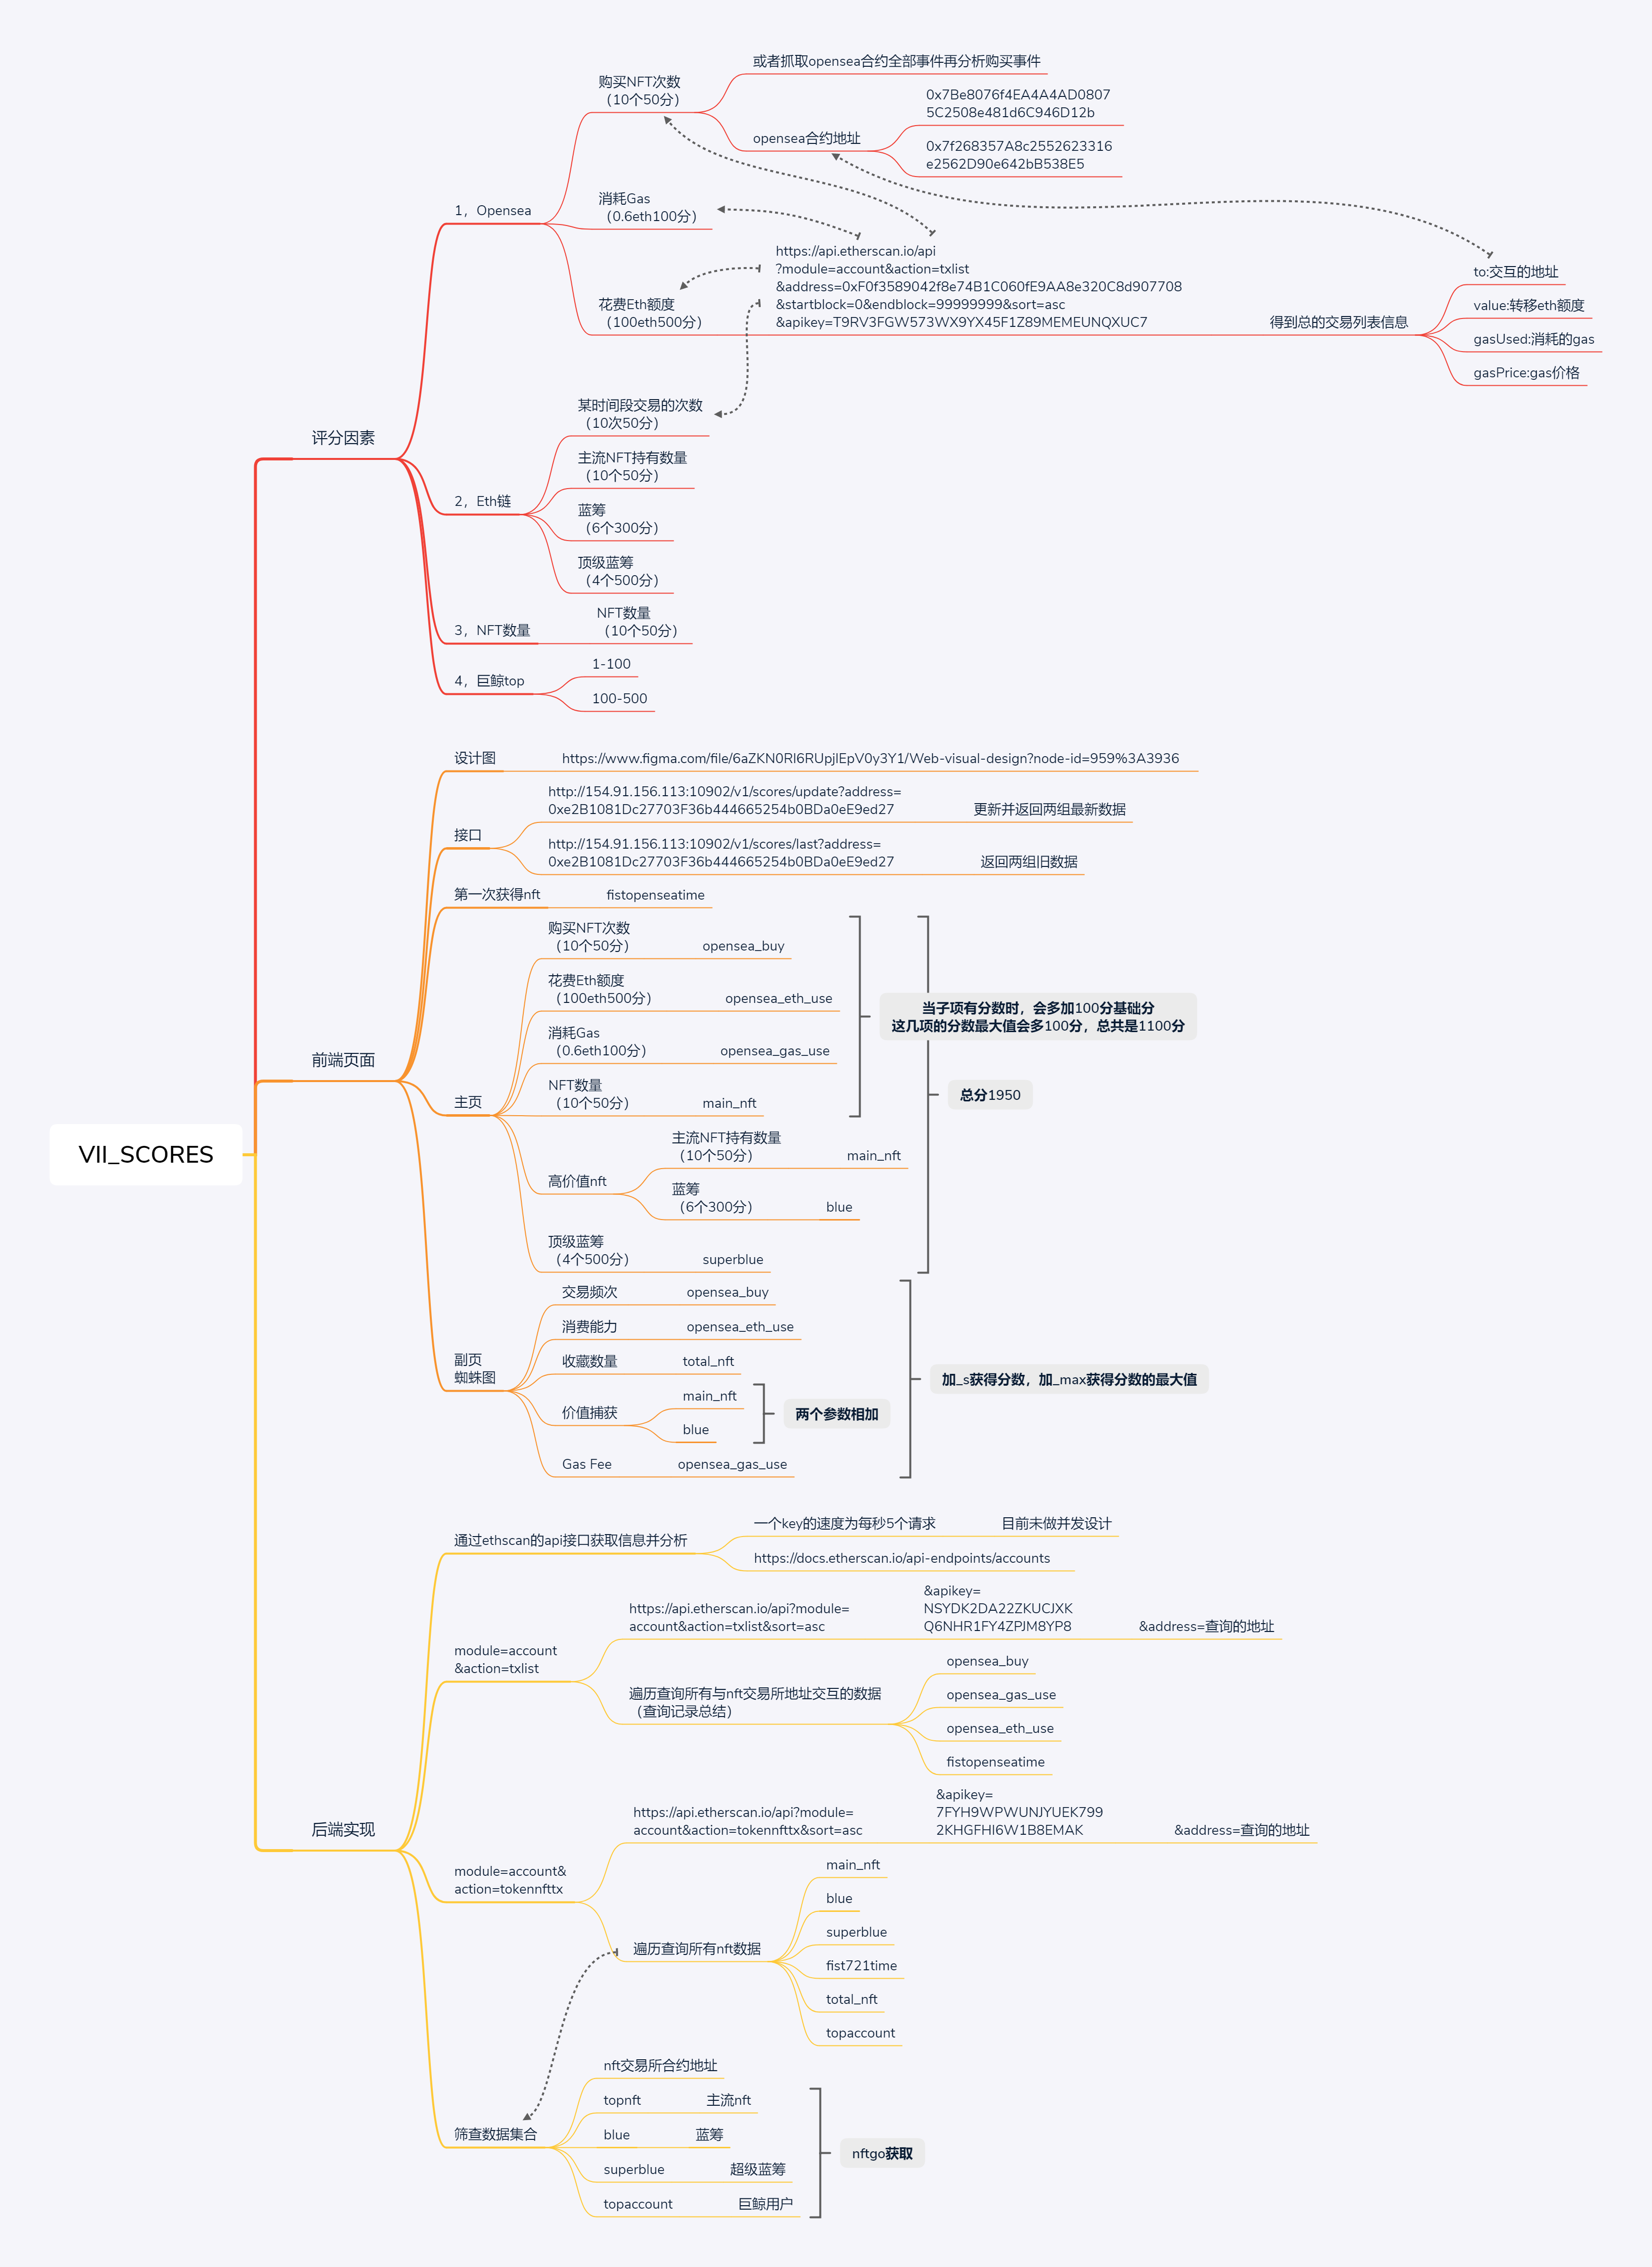 VII_SCORES
评分因素
1，Opensea
购买NFT次数
（10个50分）
或者抓取opensea合约全部事件再分析购买事件
opensea合约地址
0x7Be8076f4EA4A4AD0807
5C2508e481d6C946D12b
0x7f268357A8c2552623316
e2562D90e642bB538E5
消耗Gas
（0.6eth100分）
花费Eth额度
（100eth500分）
https://api.etherscan.io/api
?module=account&action=txlist
&address=0xF0f3589042f8e74B1C060fE9AA8e320C8d907708
&startblock=0&endblock=99999999&sort=asc
&apikey=T9RV3FGW573WX9YX45F1Z89MEMEUNQXUC7
得到总的交易列表信息
to:交互的地址
value:转移eth额度
gasUsed:消耗的gas
gasPrice:gas价格
2，Eth链
某时间段交易的次数
（10次50分）
主流NFT持有数量
（10个50分）
蓝筹
（6个300分）
顶级蓝筹
（4个500分）
3，NFT数量
NFT数量
（10个50分）
4，巨鲸top
1-100
100-500
前端页面
设计图
https://www.figma.com/file/6aZKN0Rl6RUpjlEpV0y3Y1/Web-visual-design?node-id=959%3A3936
接口
http://154.91.156.113:10902/v1/scores/update?address=
0xe2B1081Dc27703F36b444665254b0BDa0eE9ed27
更新并返回两组最新数据
http://154.91.156.113:10902/v1/scores/last?address=
0xe2B1081Dc27703F36b444665254b0BDa0eE9ed27
返回两组旧数据
第一次获得nft
fistopenseatime
主页
购买NFT次数
（10个50分）
opensea_buy
花费Eth额度
（100eth500分）
opensea_eth_use
消耗Gas
（0.6eth100分）
opensea_gas_use
NFT数量
（10个50分）
main_nft
当子项有分数时，会多加100分基础分
这几项的分数最大值会多100分，总共是1100分
总分1950
高价值nft
主流NFT持有数量
（10个50分）
main_nft
蓝筹
（6个300分）
blue
顶级蓝筹
（4个500分）
superblue
副页
蜘蛛图
交易频次
opensea_buy
消费能力
opensea_eth_use
收藏数量
total_nft
价值捕获
main_nft
blue
两个参数相加
Gas Fee
opensea_gas_use
加_s获得分数，加_max获得分数的最大值
后端实现
通过ethscan的api接口获取信息并分析
一个key的速度为每秒5个请求
目前未做并发设计
https://docs.etherscan.io/api-endpoints/accounts
module=account
&action=txlist
https://api.etherscan.io/api?module=
account&action=txlist&sort=asc
&apikey=
NSYDK2DA22ZKUCJXK
Q6NHR1FY4ZPJM8YP8
&address=查询的地址
遍历查询所有与nft交易所地址交互的数据
（查询记录总结）
opensea_buy
opensea_gas_use
opensea_eth_use
fistopenseatime
module=account&
action=tokennfttx
https://api.etherscan.io/api?module=
account&action=tokennfttx&sort=asc
&apikey=
7FYH9WPWUNJYUEK799
2KHGFHI6W1B8EMAK
&address=查询的地址
遍历查询所有nft数据
main_nft
blue
superblue
fist721time
total_nft
topaccount
筛查数据集合
nft交易所合约地址
topnft
主流nft
blue
蓝筹
superblue
超级蓝筹
topaccount
巨鲸用户
nftgo获取